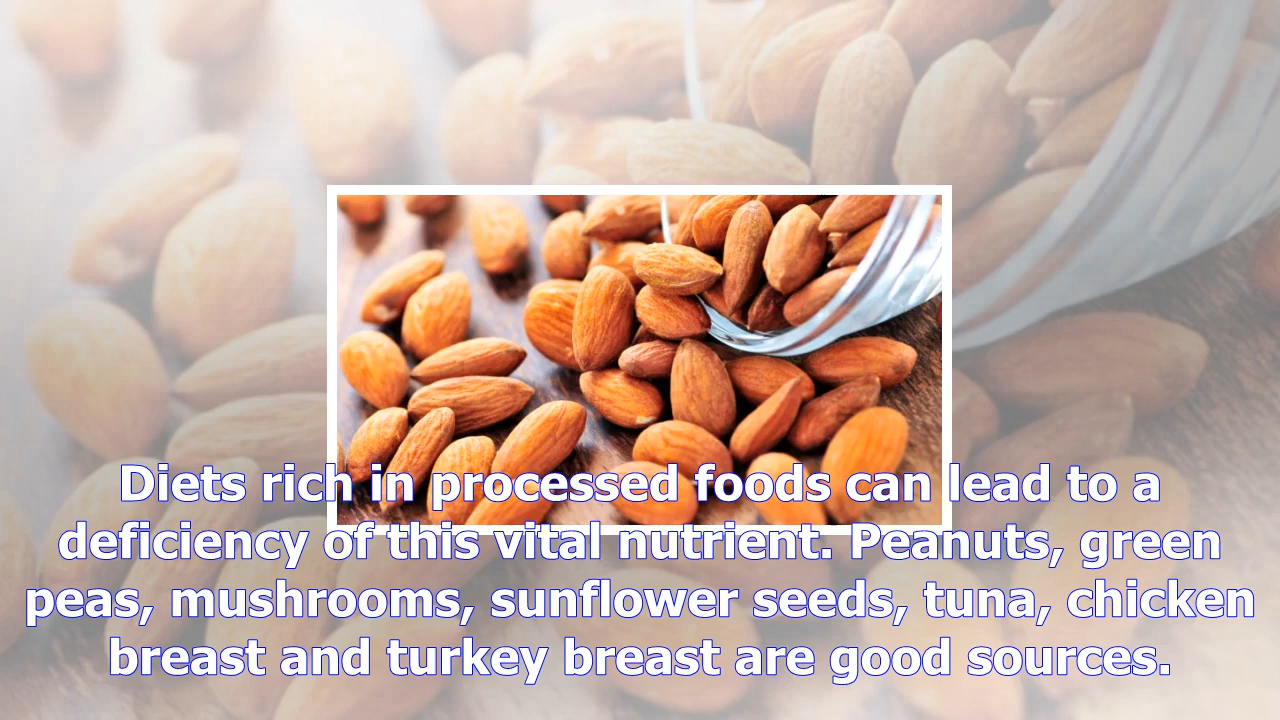 Diets rich in processed foods can lead to a
deficiency of this vital nutrient. Peanuts, green
peas, mushrooms, sunflower seeds, tuna, chicken
breast and turkey breast are good sources.